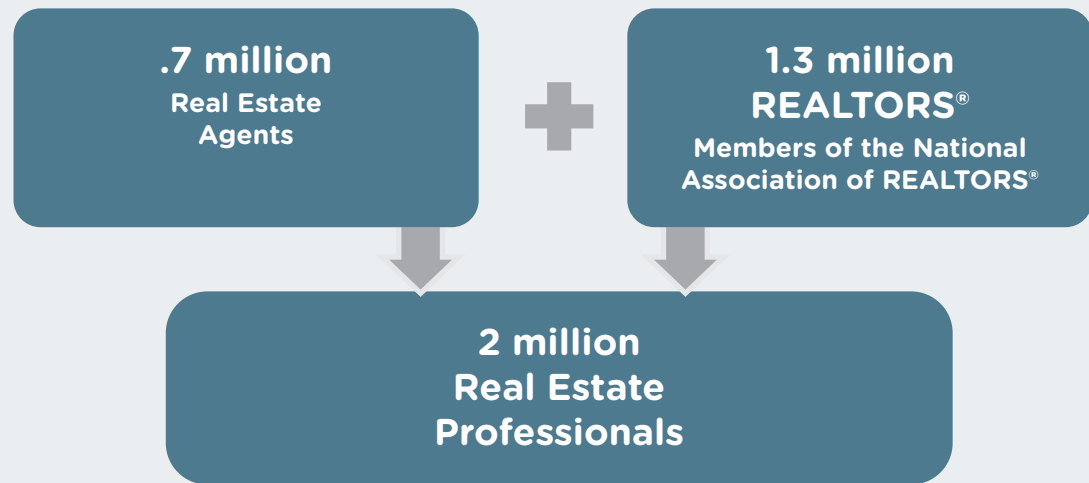 .7 million
Real Estate
Agents
1.3 million
REALTORS®
Members of the National
Association of REALTORS®
2 million
Real Estate
Professionals